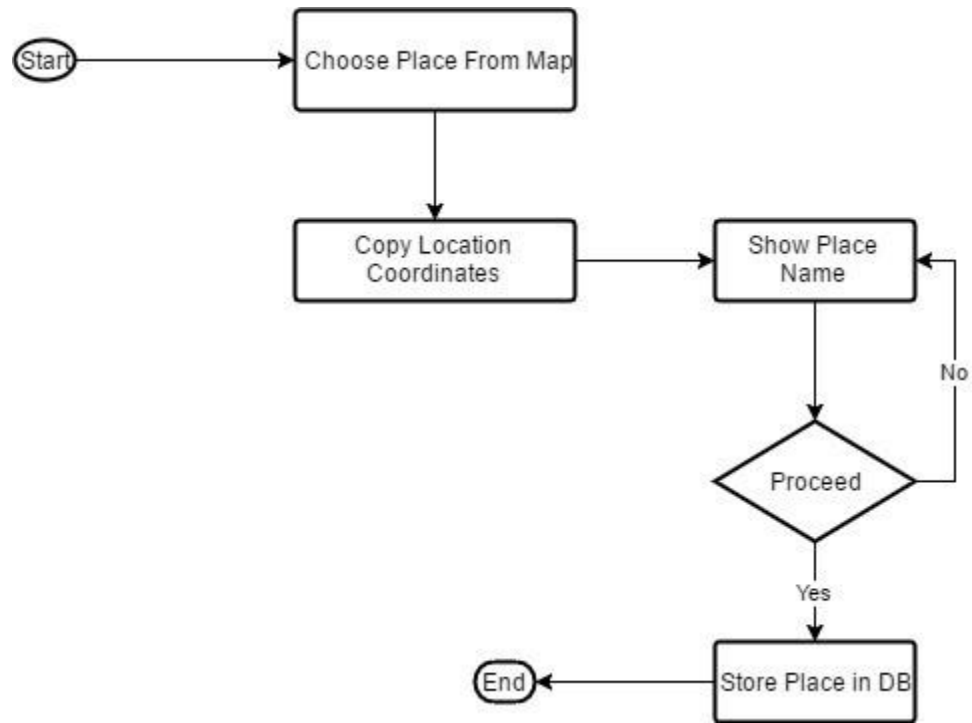 Start
Choose Place From Map
Copy Location
Coordinates
Show Place
Name
No
Proceed
Yes
Store Place in DB
End